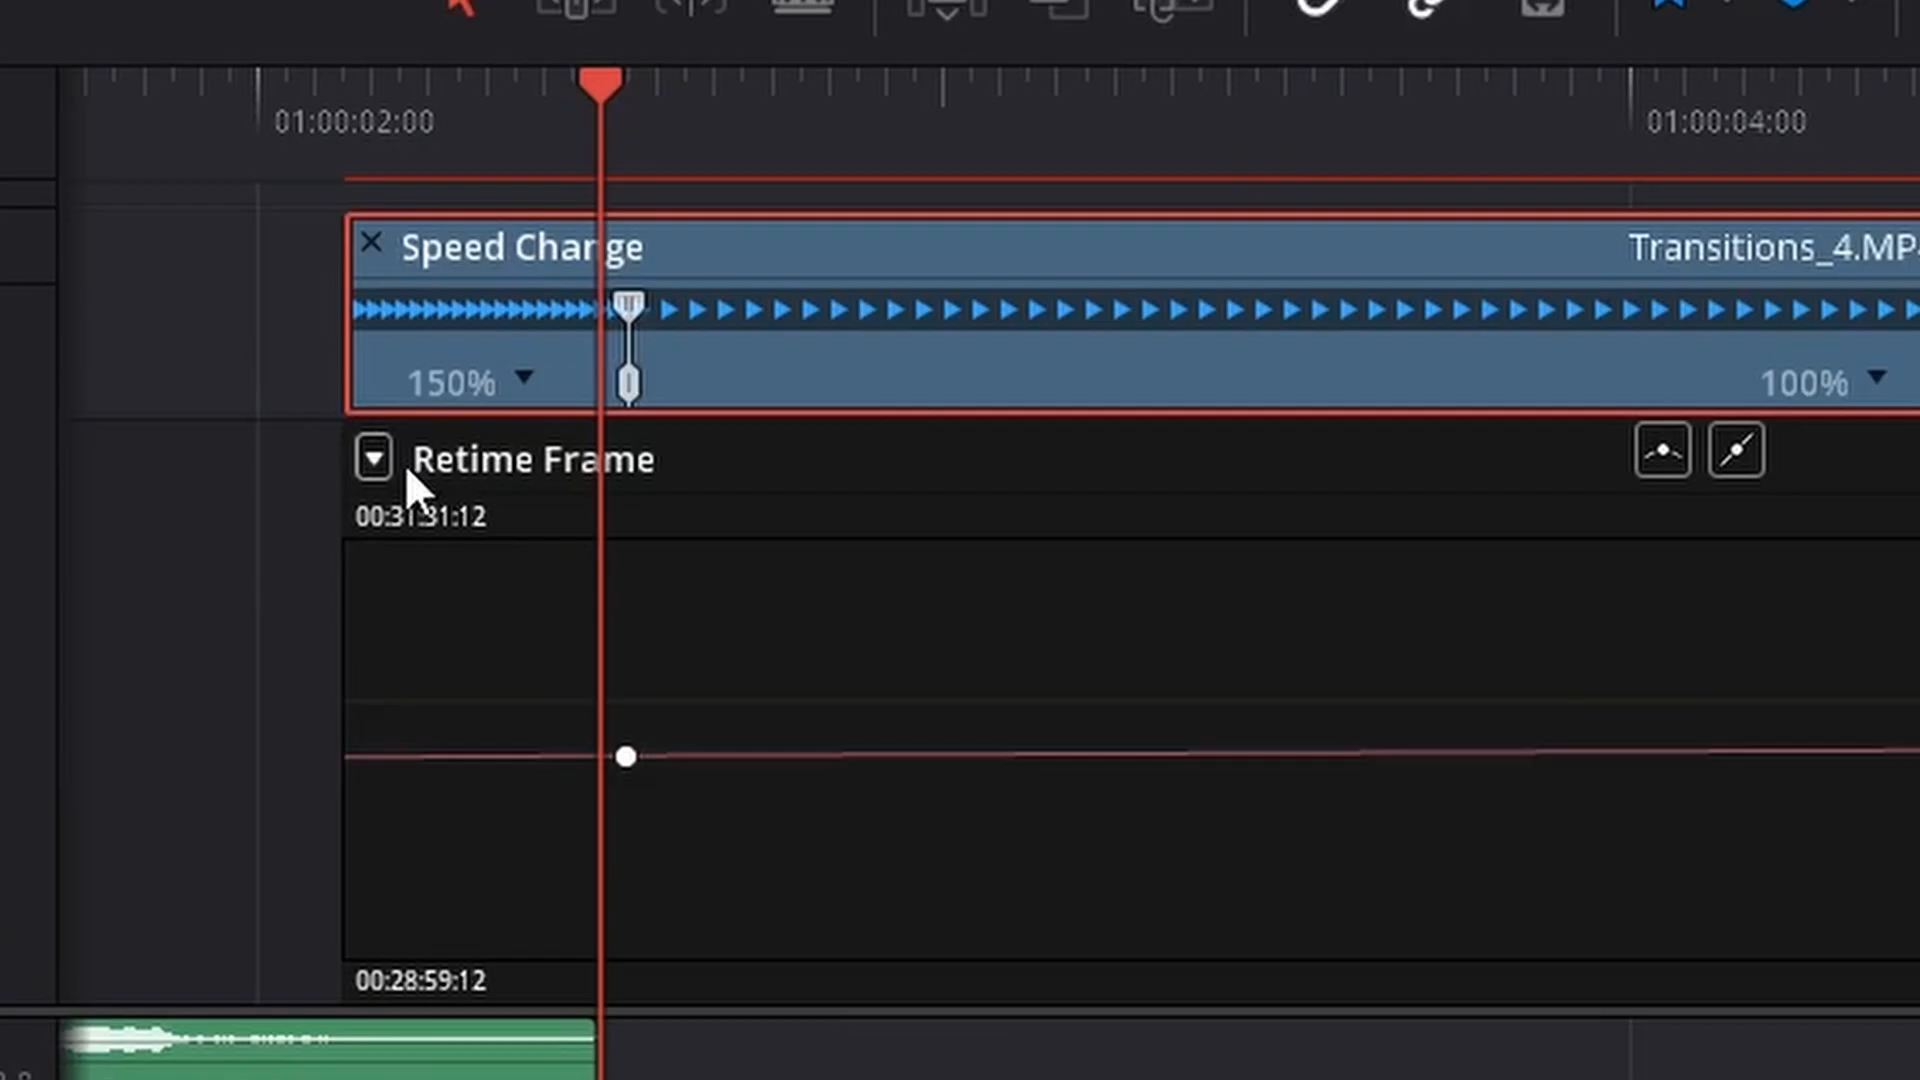 01:00:02:00
01:00:04:00
Speed Change
Transitions_4.MP4
150%
100%
Retime Frame
00:31:31:12
00:28:59:12